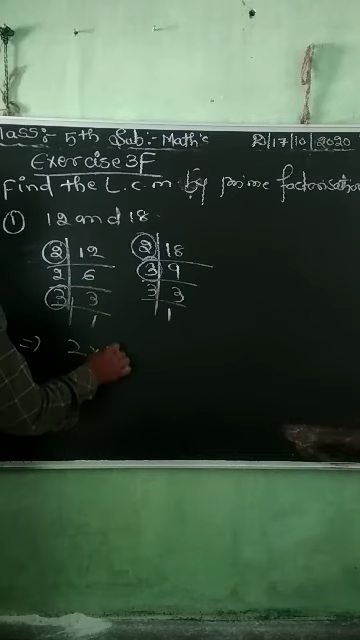 lass:- 5th Sub:- Math's D/17/10/2020
Exercise 3F
Find the L.c.m by prime factorisation
① 12 and 18.
2 | 12 2 | 18
2 | 6 3 | 9
3 | 3 3 | 3
1 1
=> 2×